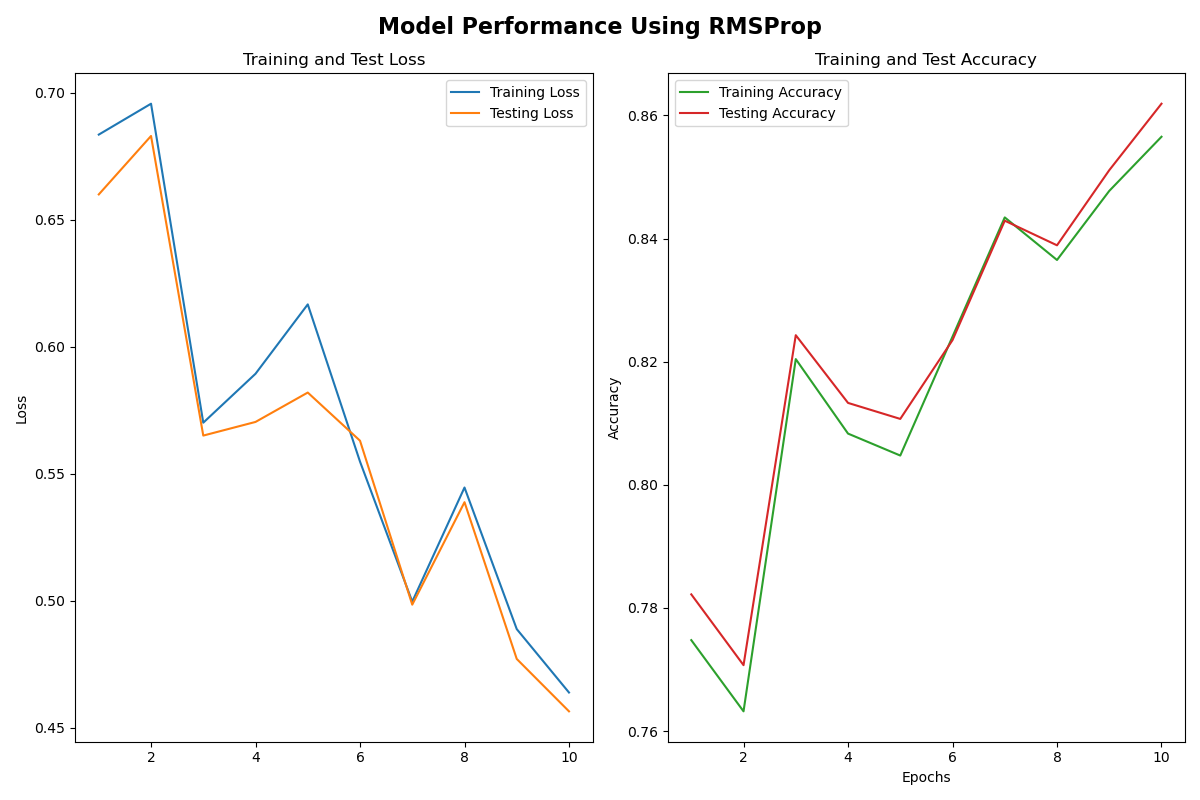 Model Performance Using RMSProp
Training and Test Loss
Training Loss
Testing Loss
0.70
0.65
0.60
0.55
0.50
0.45
Loss
2 4 6 8 10
Training and Test Accuracy
Training Accuracy
Testing Accuracy
0.86
0.84
0.82
0.80
0.78
0.76
Accuracy
2 4 6 8 10
Epochs